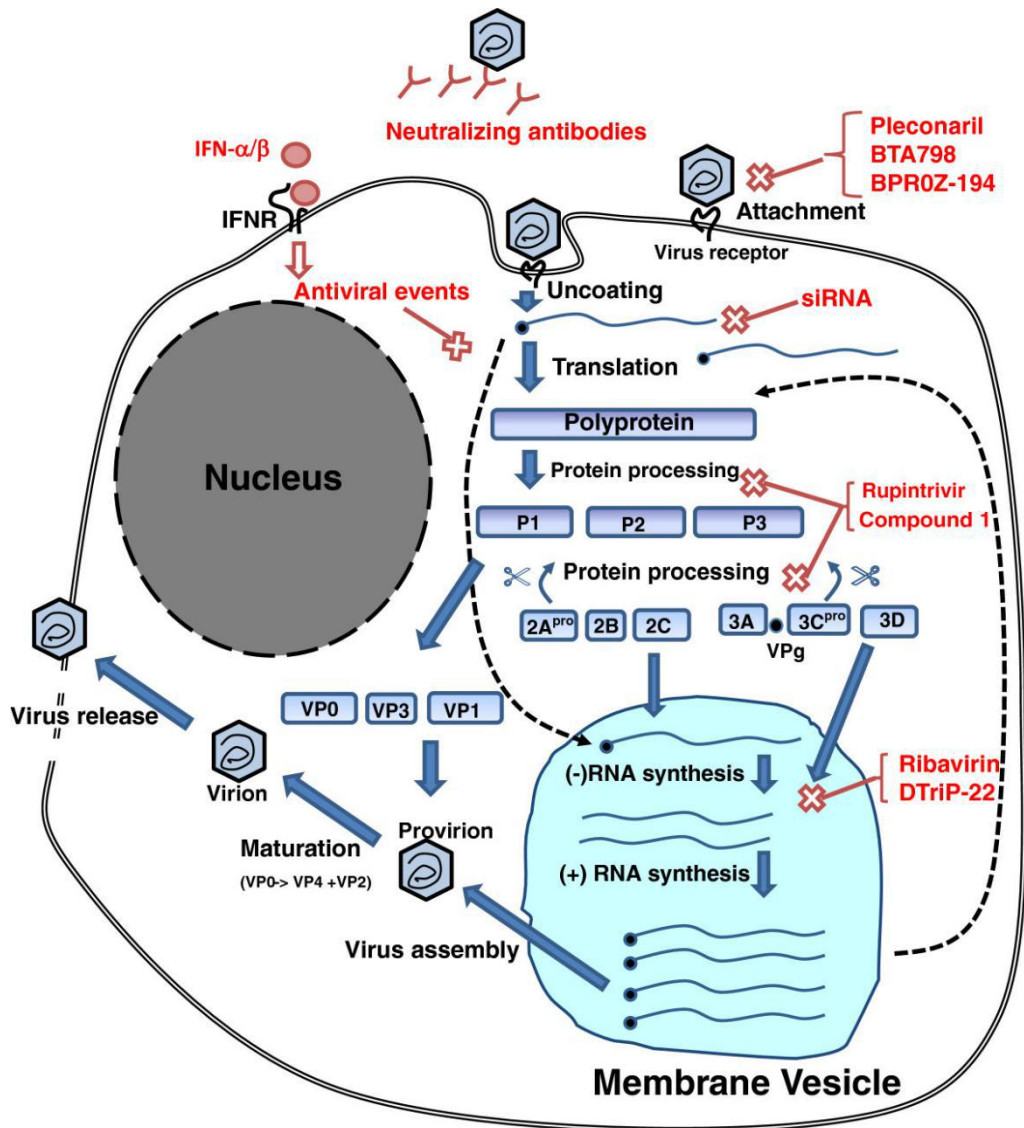 Neutralizing antibodies
IFN-α/β
IFNR
Pleconaril
BTA798
BPR0Z-194
Attachment
Virus receptor
Antiviral events
Uncoating
siRNA
Translation
Polyprotein
Nucleus
Protein processing
P1
P2
P3
Rupintrivir
Compound 1
Protein processing
2Apro
2B
2C
3A
3Cpro
3D
VPg
Virus release
VP0
VP3
VP1
Virion
(-)RNA synthesis
Ribavirin
DTriP-22
Provirion
Maturation
(VP0-> VP4 +VP2)
(+) RNA synthesis
Virus assembly
Membrane Vesicle